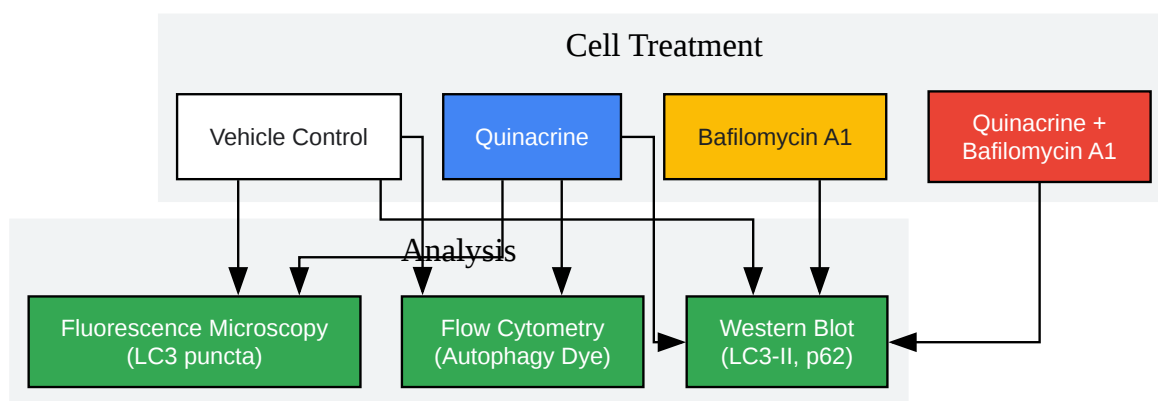 Cell Treatment
Vehicle Control
Quinacrine
Bafilomycin A1
Quinacrine +
Bafilomycin A1
Analysis
Fluorescence Microscopy
(LC3 puncta)
Flow Cytometry
(Autophagy Dye)
Western Blot
(LC3-II, p62)